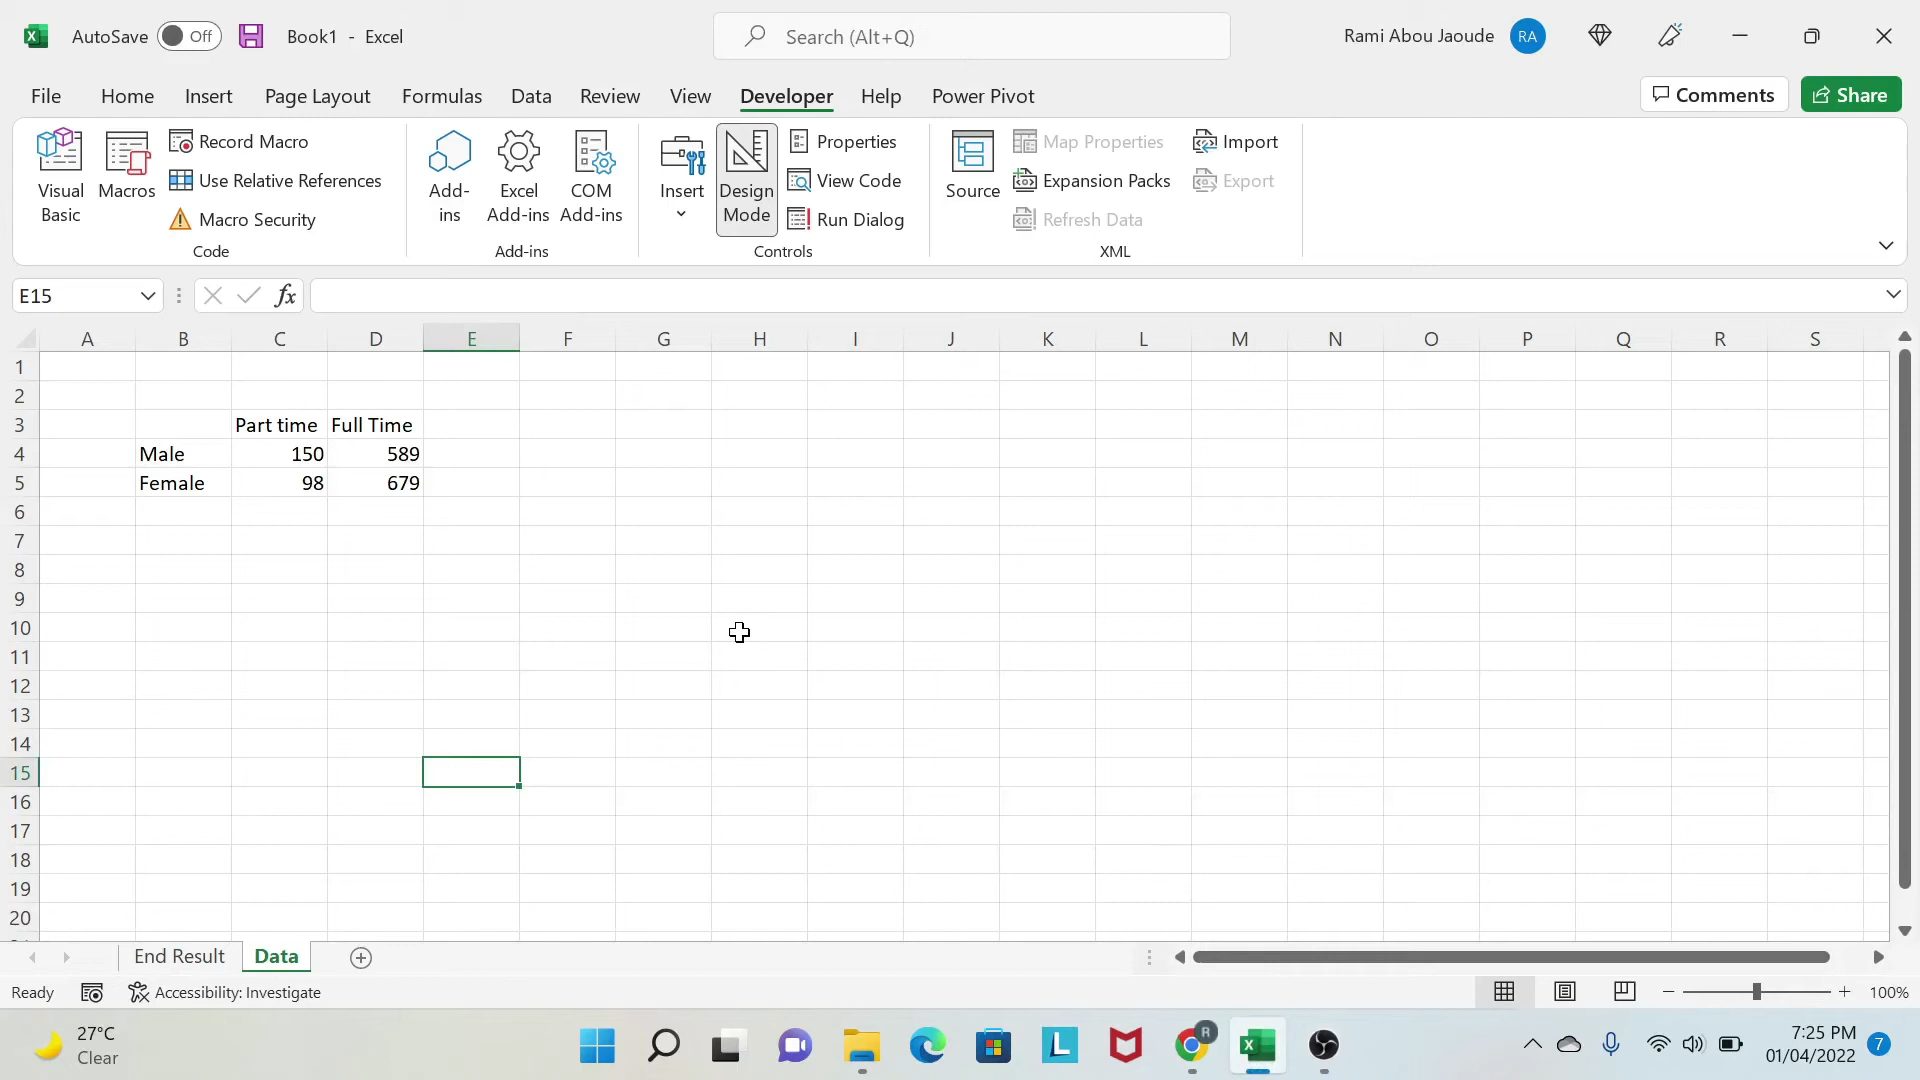 AutoSave Off Book1 - Excel Search (Alt+Q) Rami Abou Jaoude RA
File Home Insert Page Layout Formulas Data Review View Developer Help Power Pivot Comments Share
Visual Basic
Macros
Record Macro
Use Relative References
Macro Security
Code
Add-ins
Excel Add-ins
COM Add-ins
Add-ins
Insert
Design Mode
Properties
View Code
Run Dialog
Controls
Source
Map Properties
Expansion Packs
Refresh Data
Import
Export
XML
E15 fx
A B C D E F G H I J K L M N O P Q R S
1
2
3 Part time Full Time
4 Male 150 589
5 Female 98 679
6
7
8
9
10
11
12
13
14
15
16
17
18
19
20
End Result Data
Ready Accessibility: Investigate 100%
27°C
Clear
R
L
7:25 PM
01/04/2022
7